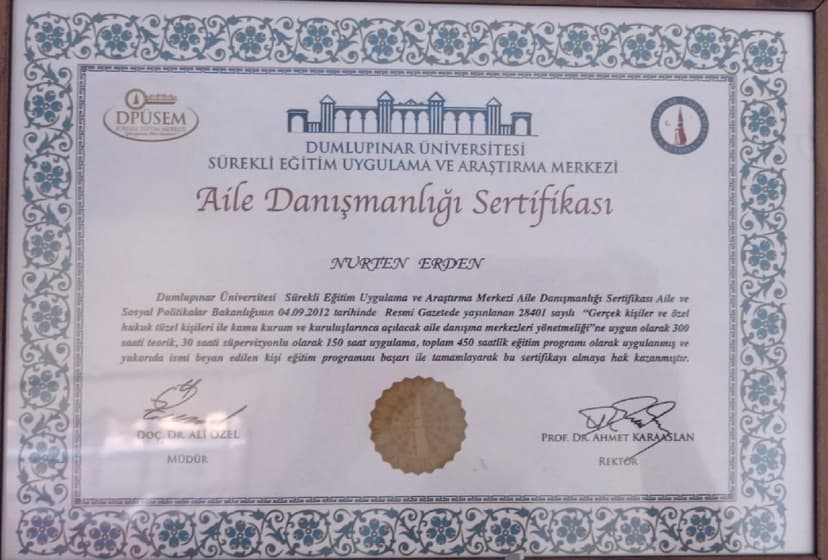 DPÜSEM
SÜREKLİ EĞİTİM MERKEZİ
DUMLUPINAR ÜNİVERSİTESİ
SÜREKLİ EĞİTİM UYGULAMA VE ARAŞTIRMA MERKEZİ
Aile Danışmanlığı Sertifikası
NURTEN ERDEN
Dumlupınar Üniversitesi Sürekli Eğitim Uygulama ve Araştırma Merkezi Aile Danışmanlığı Sertifikası Aile ve
Sosyal Politikalar Bakanlığının 04.09.2012 tarihinde Resmi Gazetede yayınlanan 28401 sayılı “Gerçek kişiler ve özel
hukuk tüzel kişileri ile kamu kurum ve kuruluşlarınca açılacak aile danışma merkezleri yönetmeliği”ne uygun olarak 300
saati teorik, 30 saati süpervizyonlu olarak 150 saat uygulama, toplam 450 saatlik eğitim programı olarak uygulanmış ve
yukarıda ismi beyan edilen kişi eğitim programını başarı ile tamamlayarak bu sertifikayı almaya hak kazanmıştır.
DOÇ. DR. ALİ ÖZEL
MÜDÜR
PROF. DR. AHMET KARAASLAN
REKTÖR